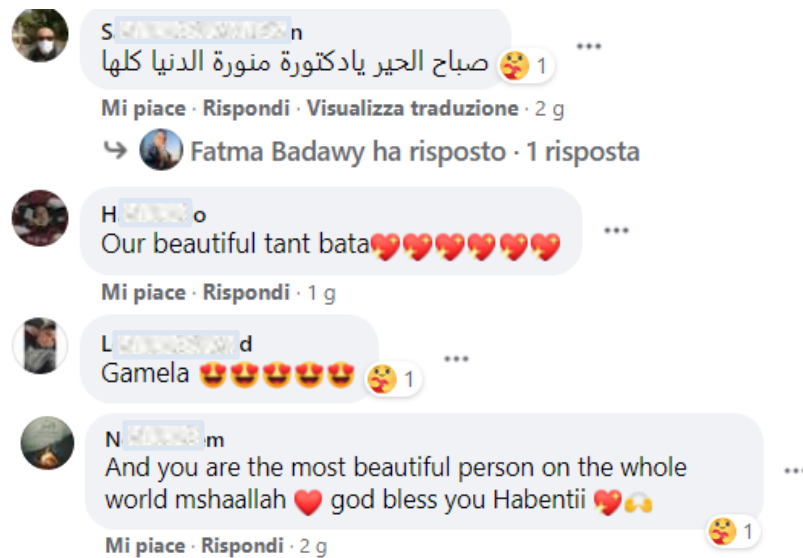 صباح الحير يادكتورة منورة الدنيا كلها
1
Mi piace · Rispondi · Visualizza traduzione · 2 g
Fatma Badawy ha risposto · 1 risposta
Our beautiful tant bata💖💖💖💖💖💖
Mi piace · Rispondi · 1 g
Gamela 😍😍😍😍😍
1
And you are the most beautiful person on the whole
world mshaallah ❤️ god bless you Habentii 💖🙌
1
Mi piace · Rispondi · 2 g